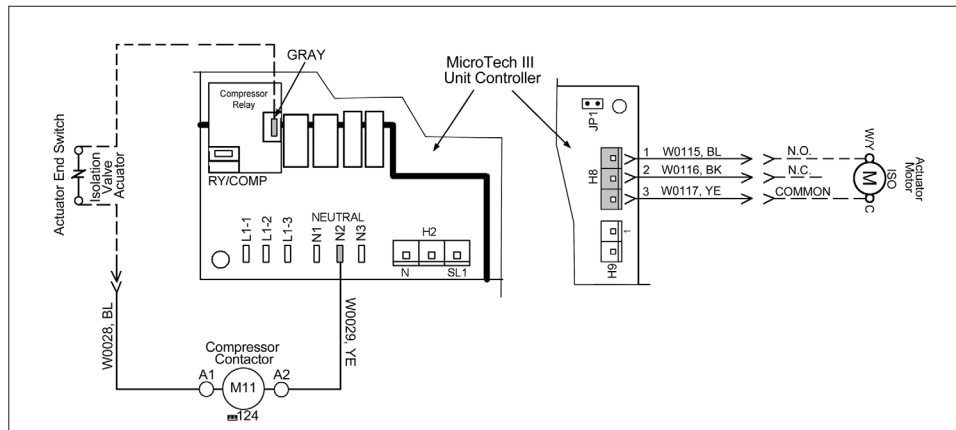 GRAY
MicroTech III
Unit Controller
Compressor
Relay
RY/COMP
Actuator End Switch
Isolation
Valve
Acuator
NEUTRAL
L1-1
L1-2
L1-3
N1
N2
N3
H2
N
SL1
W0028, BL
W0029, YE
Compressor
Contactor
A1
M11
A2
124
JP1
H8
1 W0115, BL N.O.
2 W0116, BK N.C.
3 W0117, YE COMMON
1
H9
W/Y
M
C
ISO
Actuator
Motor